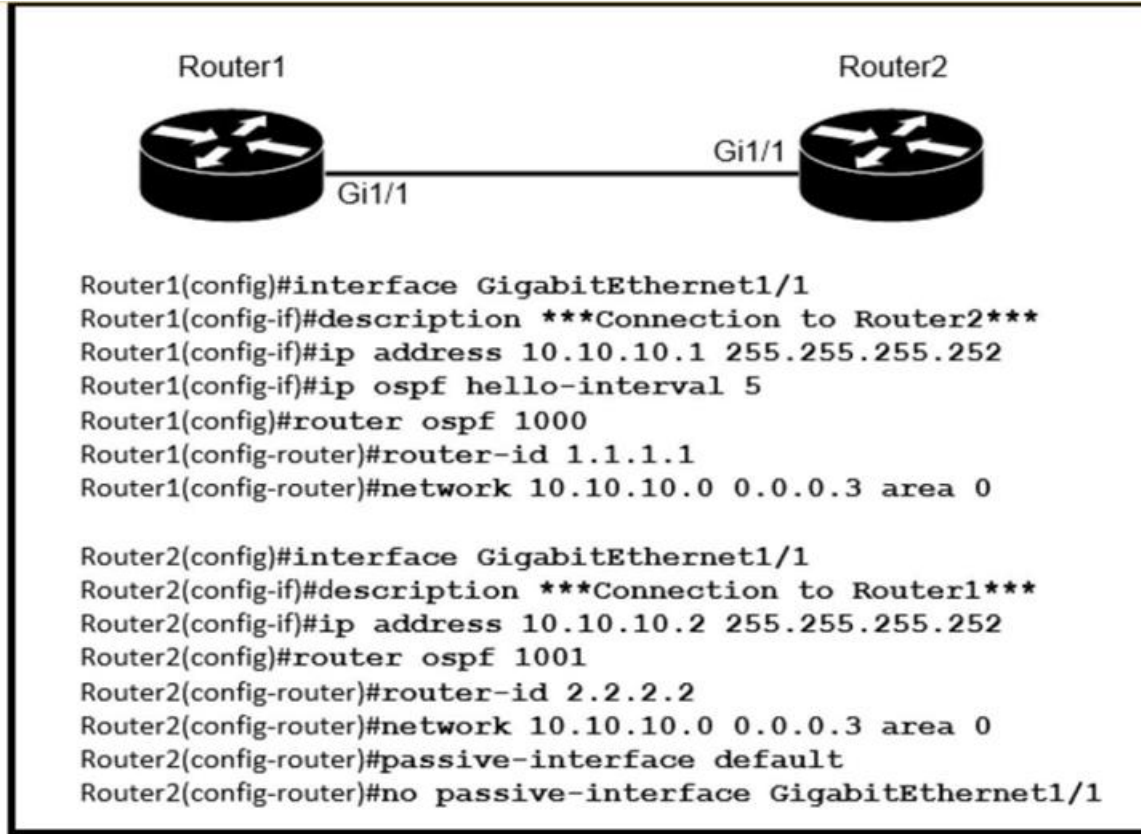 Router1
Router2
Gi1/1
Gi1/1
Router1(config)#interface GigabitEthernet1/1
Router1(config-if)#description ***Connection to Router2***
Router1(config-if)#ip address 10.10.10.1 255.255.255.252
Router1(config-if)#ip ospf hello-interval 5
Router1(config)#router ospf 1000
Router1(config-router)#router-id 1.1.1.1
Router1(config-router)#network 10.10.10.0 0.0.0.3 area 0
Router2(config)#interface GigabitEthernet1/1
Router2(config-if)#description ***Connection to Router1***
Router2(config-if)#ip address 10.10.10.2 255.255.255.252
Router2(config)#router ospf 1001
Router2(config-router)#router-id 2.2.2.2
Router2(config-router)#network 10.10.10.0 0.0.0.3 area 0
Router2(config-router)#passive-interface default
Router2(config-router)#no passive-interface GigabitEthernet1/1